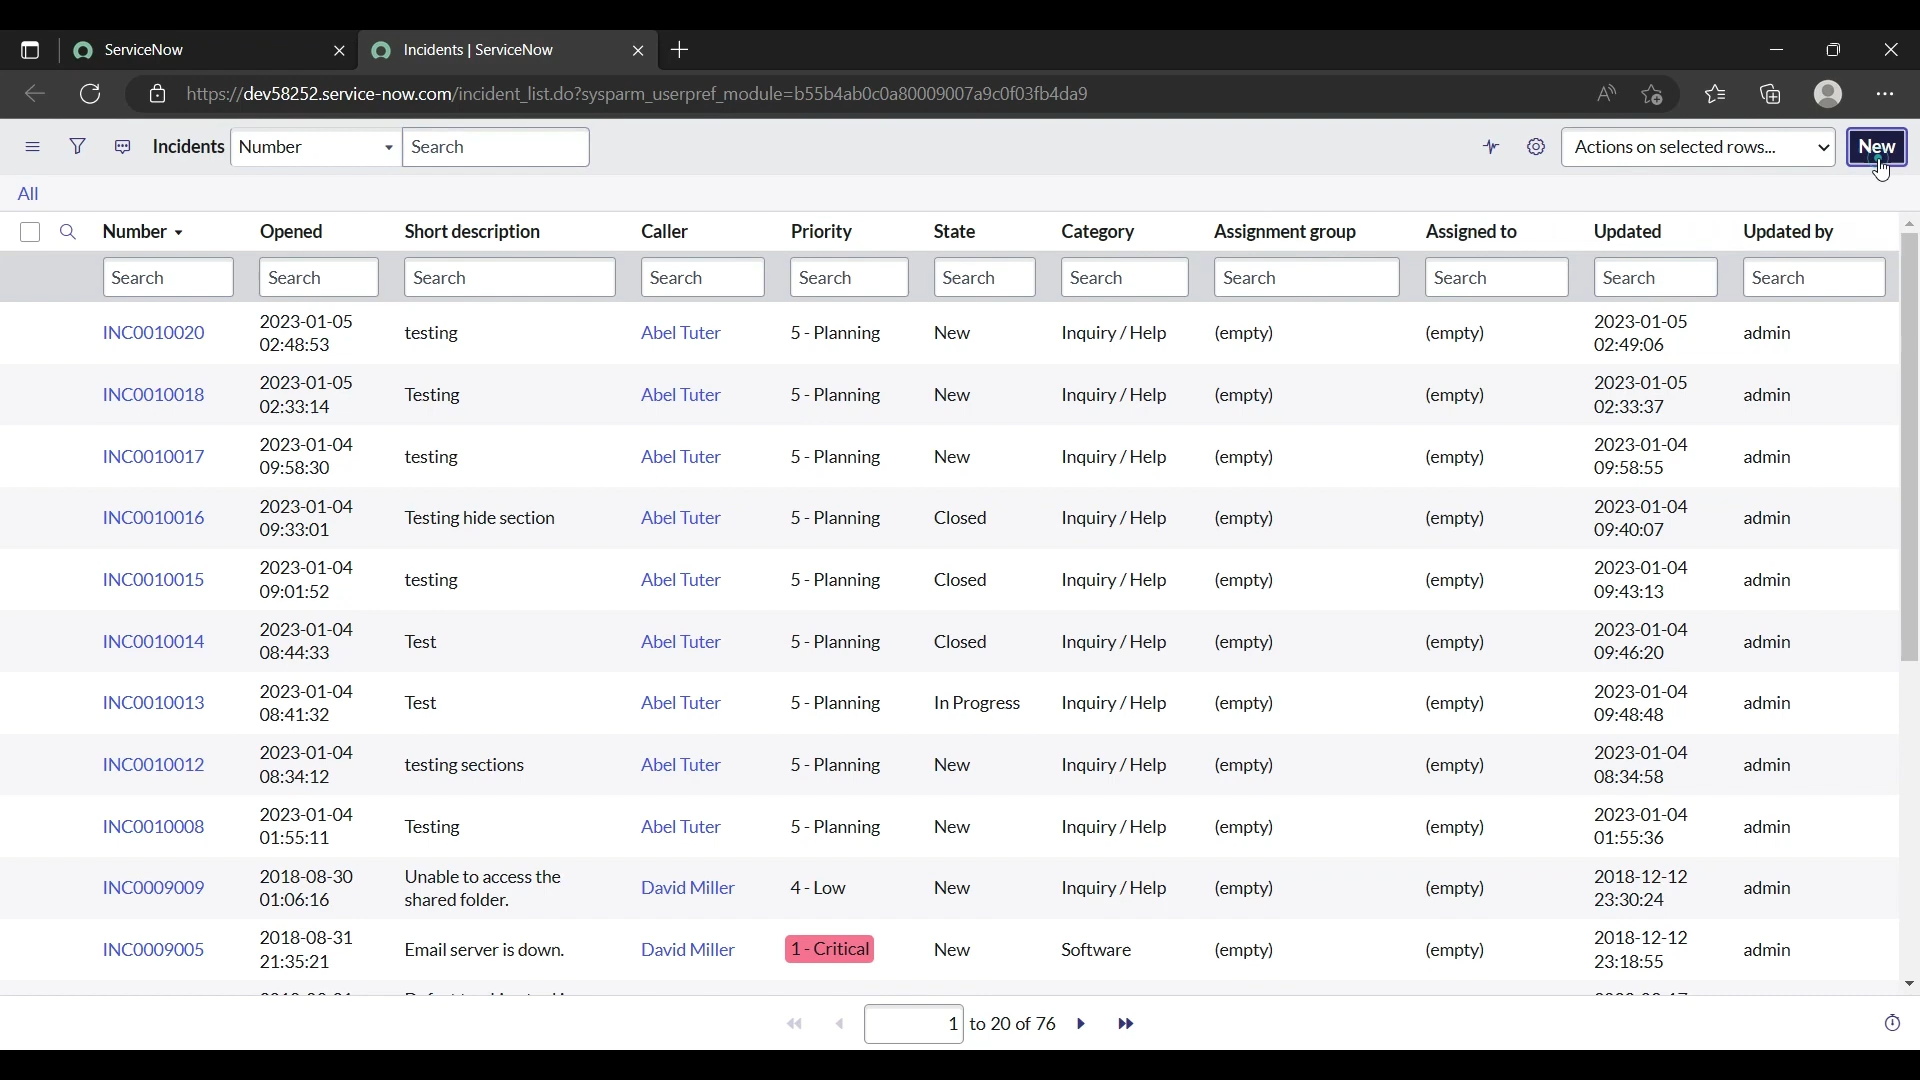 ServiceNow
Incidents | ServiceNow
https://dev58252.service-now.com/incident_list.do?sysparm_userpref_module=b55b4ab0c0a80009007a9c0f03fb4da9
Incidents Number Search Actions on selected rows... New
All
Number Opened Short description Caller Priority State Category Assignment group Assigned to Updated Updated by
Search Search Search Search Search Search Search Search Search Search Search
INC0010020 2023-01-05 02:48:53 testing Abel Tuter 5 - Planning New Inquiry / Help (empty) (empty) 2023-01-05 02:49:06 admin
INC0010018 2023-01-05 02:33:14 Testing Abel Tuter 5 - Planning New Inquiry / Help (empty) (empty) 2023-01-05 02:33:37 admin
INC0010017 2023-01-04 09:58:30 testing Abel Tuter 5 - Planning New Inquiry / Help (empty) (empty) 2023-01-04 09:58:55 admin
INC0010016 2023-01-04 09:33:01 Testing hide section Abel Tuter 5 - Planning Closed Inquiry / Help (empty) (empty) 2023-01-04 09:40:07 admin
INC0010015 2023-01-04 09:01:52 testing Abel Tuter 5 - Planning Closed Inquiry / Help (empty) (empty) 2023-01-04 09:43:13 admin
INC0010014 2023-01-04 08:44:33 Test Abel Tuter 5 - Planning Closed Inquiry / Help (empty) (empty) 2023-01-04 09:46:20 admin
INC0010013 2023-01-04 08:41:32 Test Abel Tuter 5 - Planning In Progress Inquiry / Help (empty) (empty) 2023-01-04 09:48:48 admin
INC0010012 2023-01-04 08:34:12 testing sections Abel Tuter 5 - Planning New Inquiry / Help (empty) (empty) 2023-01-04 08:34:58 admin
INC0010008 2023-01-04 01:55:11 Testing Abel Tuter 5 - Planning New Inquiry / Help (empty) (empty) 2023-01-04 01:55:36 admin
INC0009009 2018-08-30 01:06:16 Unable to access the shared folder. David Miller 4 - Low New Inquiry / Help (empty) (empty) 2018-12-12 23:30:24 admin
INC0009005 2018-08-31 21:35:21 Email server is down. David Miller 1 - Critical New Software (empty) (empty) 2018-12-12 23:18:55 admin
1 to 20 of 76